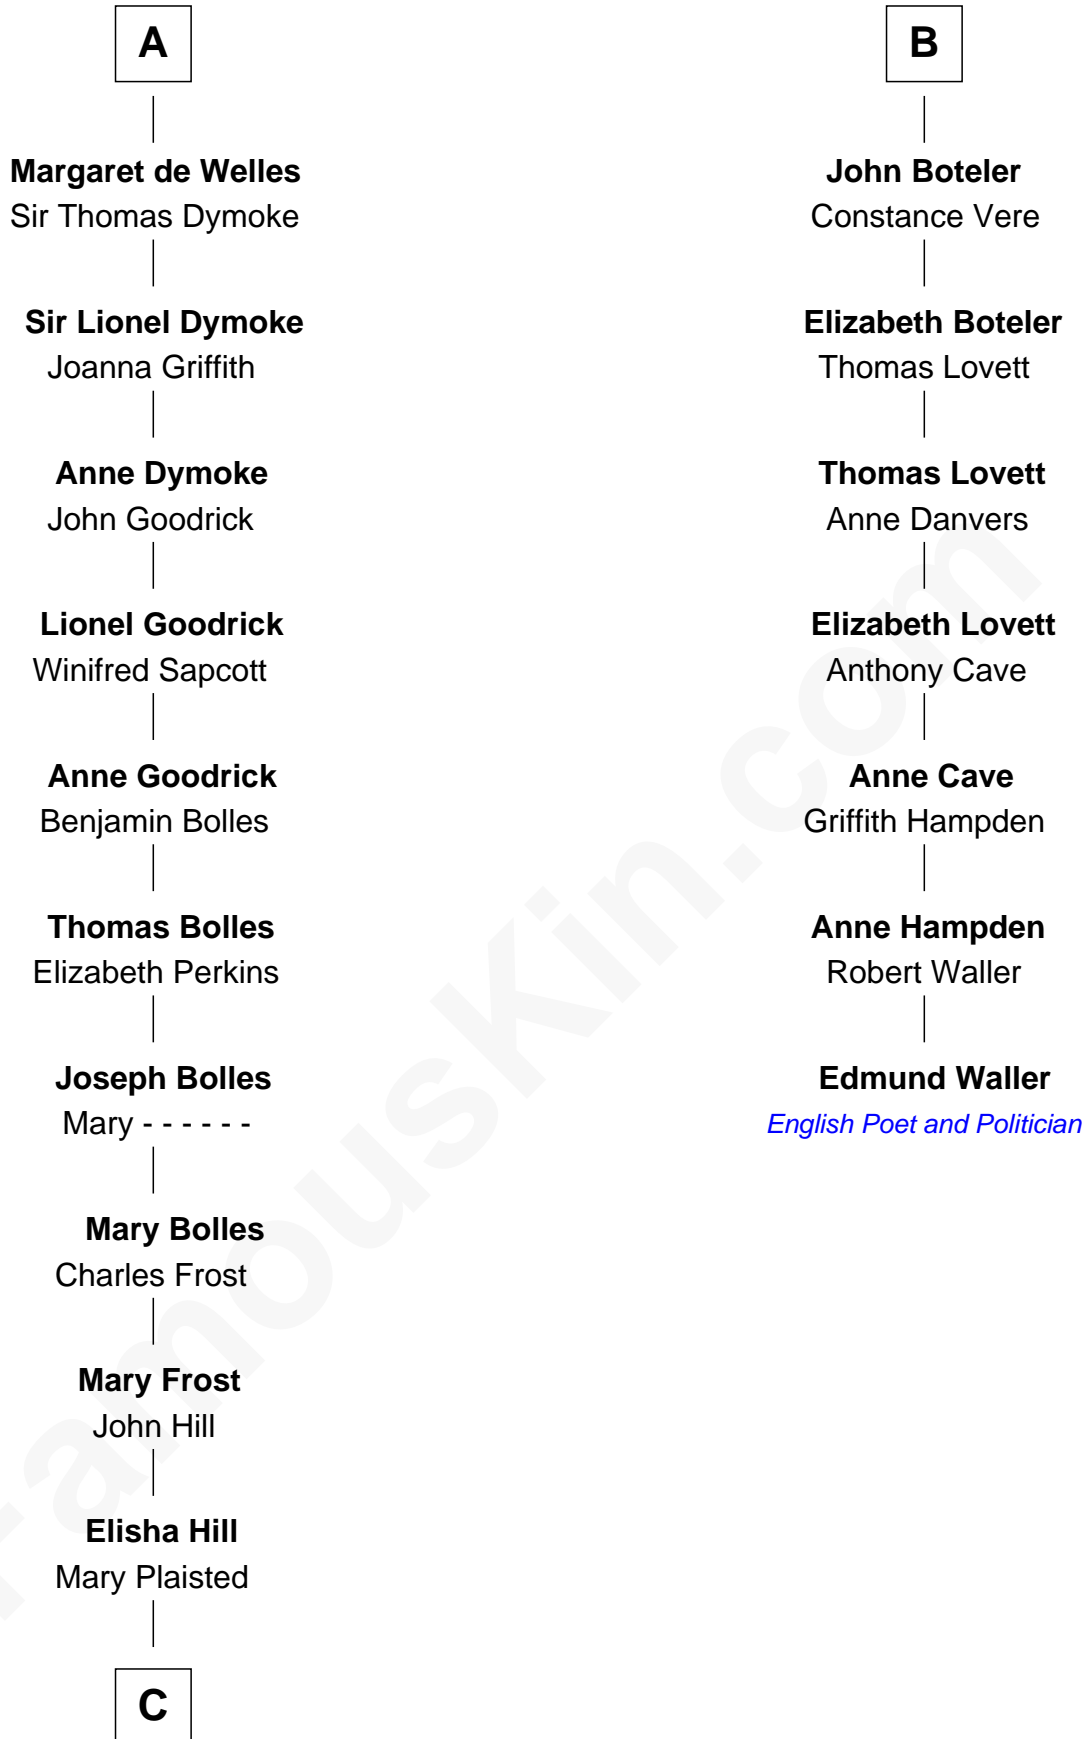 A
Margaret de Welles
Sir Thomas Dymoke
Sir Lionel Dymoke
Joanna Griffith
Anne Dymoke
John Goodrick
Lionel Goodrick
Winifred Sapcott
Anne Goodrick
Benjamin Bolles
Thomas Bolles
Elizabeth Perkins
Joseph Bolles
Mary - - - - - -
Mary Bolles
Charles Frost
Mary Frost
John Hill
Elisha Hill
Mary Plaisted
C
B
John Boteler
Constance Vere
Elizabeth Boteler
Thomas Lovett
Thomas Lovett
Anne Danvers
Elizabeth Lovett
Anthony Cave
Anne Cave
Griffith Hampden
Anne Hampden
Robert Waller
Edmund Waller
English Poet and Politician
FamousKin.com